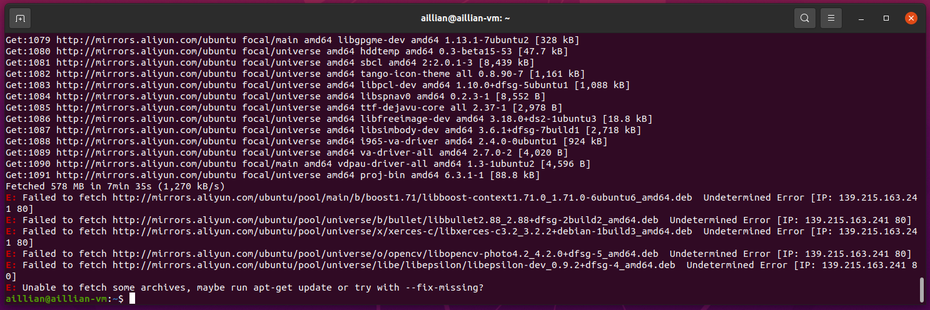 aillian@aillian-vm: ~
Get:1079 http://mirrors.aliyun.com/ubuntu focal/main amd64 libgpgme-dev amd64 1.13.1-7ubuntu2 [328 kB]
Get:1080 http://mirrors.aliyun.com/ubuntu focal/universe amd64 hddtemp amd64 0.3-beta15-53 [47.7 kB]
Get:1081 http://mirrors.aliyun.com/ubuntu focal/universe amd64 sbcl amd64 2:2.0.1-3 [8,439 kB]
Get:1082 http://mirrors.aliyun.com/ubuntu focal/universe amd64 tango-icon-theme all 0.8.90-7 [1,161 kB]
Get:1083 http://mirrors.aliyun.com/ubuntu focal/universe amd64 libpcl-dev amd64 1.10.0+dfsg-5ubuntu1 [1,088 kB]
Get:1084 http://mirrors.aliyun.com/ubuntu focal/universe amd64 libspnav0 amd64 0.2.3-1 [8,552 B]
Get:1085 http://mirrors.aliyun.com/ubuntu focal/universe amd64 ttf-dejavu-core all 2.37-1 [2,978 B]
Get:1086 http://mirrors.aliyun.com/ubuntu focal/universe amd64 libfreeimage-dev amd64 3.18.0+ds2-1ubuntu3 [18.8 kB]
Get:1087 http://mirrors.aliyun.com/ubuntu focal/universe amd64 libsimbody-dev amd64 3.6.1+dfsg-7build1 [2,718 kB]
Get:1088 http://mirrors.aliyun.com/ubuntu focal/universe amd64 i965-va-driver amd64 2.4.0-0ubuntu1 [924 kB]
Get:1089 http://mirrors.aliyun.com/ubuntu focal/universe amd64 va-driver-all amd64 2.7.0-2 [4,020 B]
Get:1090 http://mirrors.aliyun.com/ubuntu focal/main amd64 vdpau-driver-all amd64 1.3-1ubuntu2 [4,596 B]
Get:1091 http://mirrors.aliyun.com/ubuntu focal/universe amd64 proj-bin amd64 6.3.1-1 [88.8 kB]
Fetched 578 MB in 7min 35s (1,270 kB/s)
E: Failed to fetch http://mirrors.aliyun.com/ubuntu/pool/main/b/boost1.71/libboost-context1.71.0_1.71.0-6ubuntu6_amd64.deb  Undetermined Error [IP: 139.215.163.24
1 80]
E: Failed to fetch http://mirrors.aliyun.com/ubuntu/pool/universe/b/bullet/libbullet2.88_2.88+dfsg-2build2_amd64.deb  Undetermined Error [IP: 139.215.163.241 80]
E: Failed to fetch http://mirrors.aliyun.com/ubuntu/pool/universe/x/xerces-c/libxerces-c3.2_3.2.2+debian-1build3_amd64.deb  Undetermined Error [IP: 139.215.163.2
41 80]
E: Failed to fetch http://mirrors.aliyun.com/ubuntu/pool/universe/o/opencv/libopencv-photo4.2_4.2.0+dfsg-5_amd64.deb  Undetermined Error [IP: 139.215.163.241 80]
E: Failed to fetch http://mirrors.aliyun.com/ubuntu/pool/universe/libe/libepsilon/libepsilon-dev_0.9.2+dfsg-4_amd64.deb  Undetermined Error [IP: 139.215.163.241 8
0]
E: Unable to fetch some archives, maybe run apt-get update or try with --fix-missing?
aillian@aillian-vm:~$